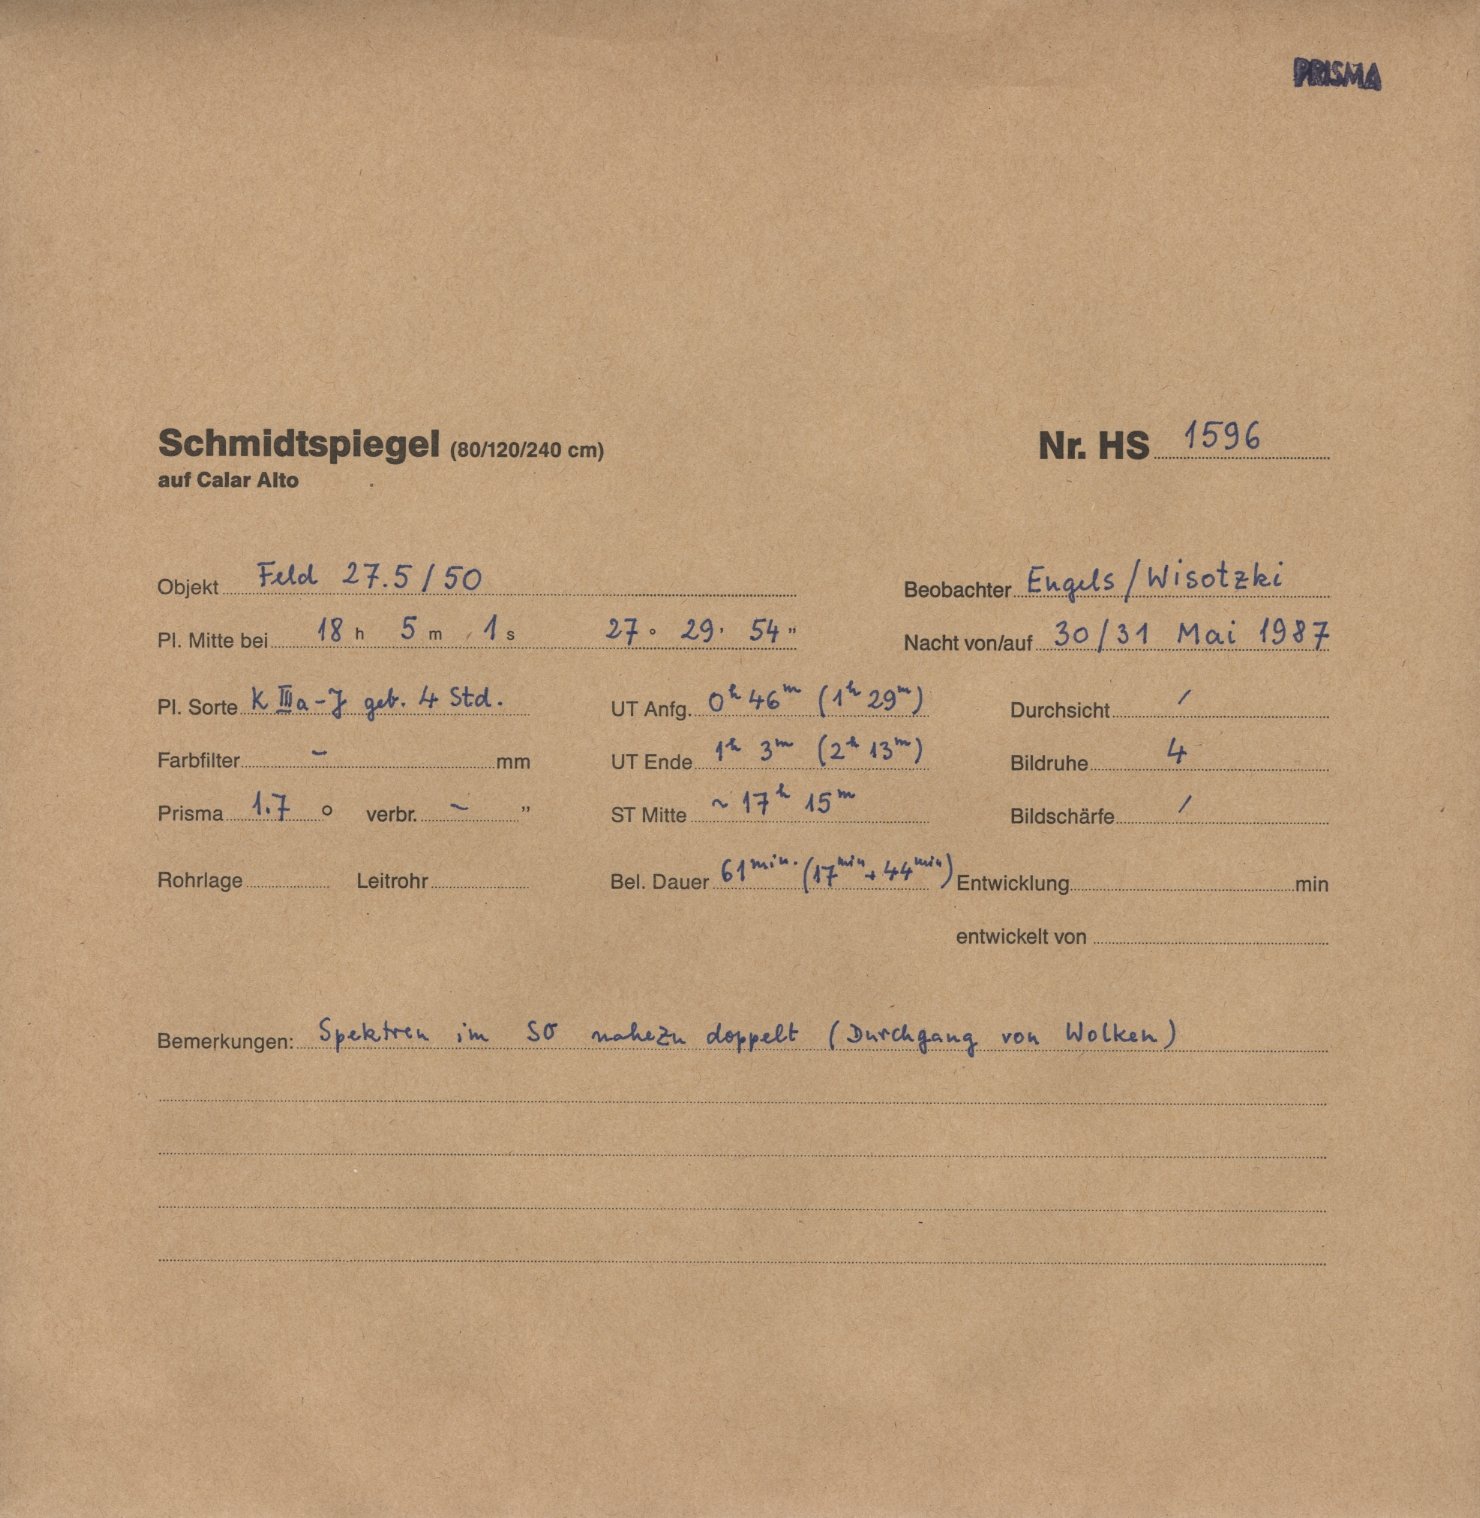 PRISMA
Schmidtspiegel (80/120/240 cm) Nr. HS 1596
auf Calar Alto
Objekt Feld 27.5/50 Beobachter Engels/Wisotzki
Pl. Mitte bei 18 h 5 m 1 s 27 ° 29 ' 54 " Nacht von/auf 30/31 Mai 1987
Pl. Sorte K IIIa-J geb. 4 Std. UT Anfg. 0h 46m (1h 29m) Durchsicht /
Farbfilter – mm UT Ende 1h 3m (2h 13m) Bildruhe 4
Prisma 1.7 ° verbr. ~ " ST Mitte ~ 17h 15m Bildschärfe /
Rohrlage Leitrohr Bel. Dauer 61min. (17min + 44min) Entwicklung min
entwickelt von
Bemerkungen: Spektren im SO nahezu doppelt (Durchgang von Wolken)